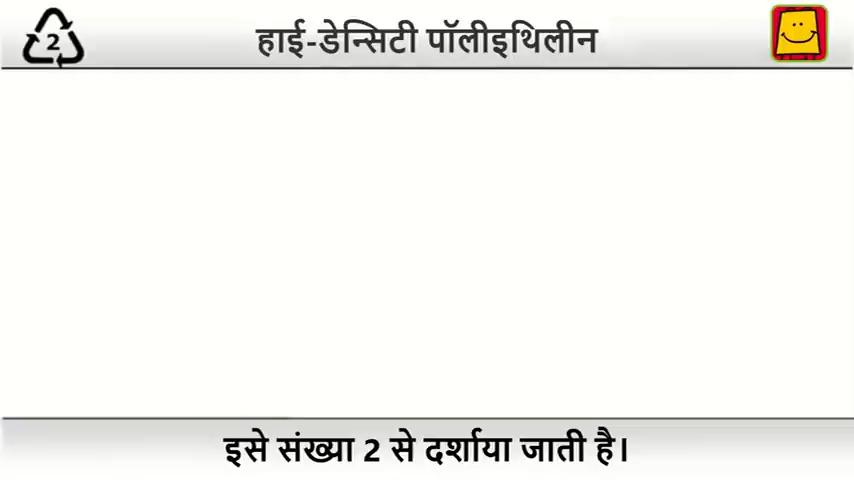 2
हाई-डेन्सिटी पॉलीइथिलीन
इसे संख्या 2 से दर्शाया जाती है।